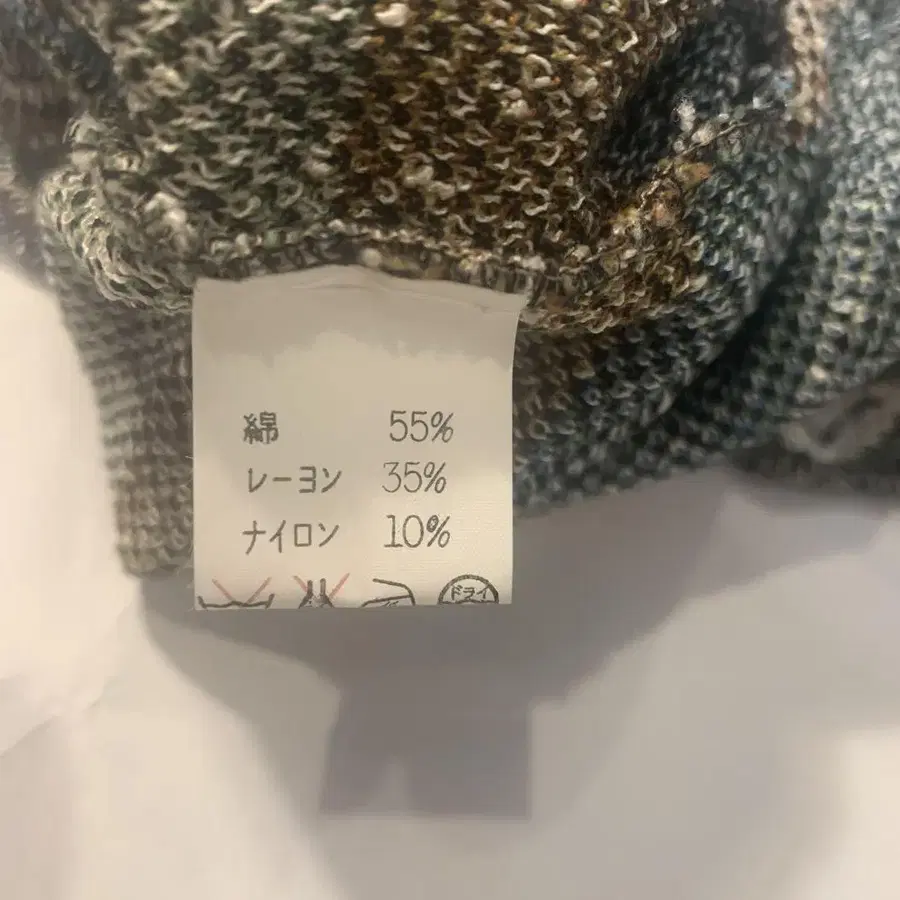 綿 55%
レーヨン 35%
ナイロン 10%
ドライ